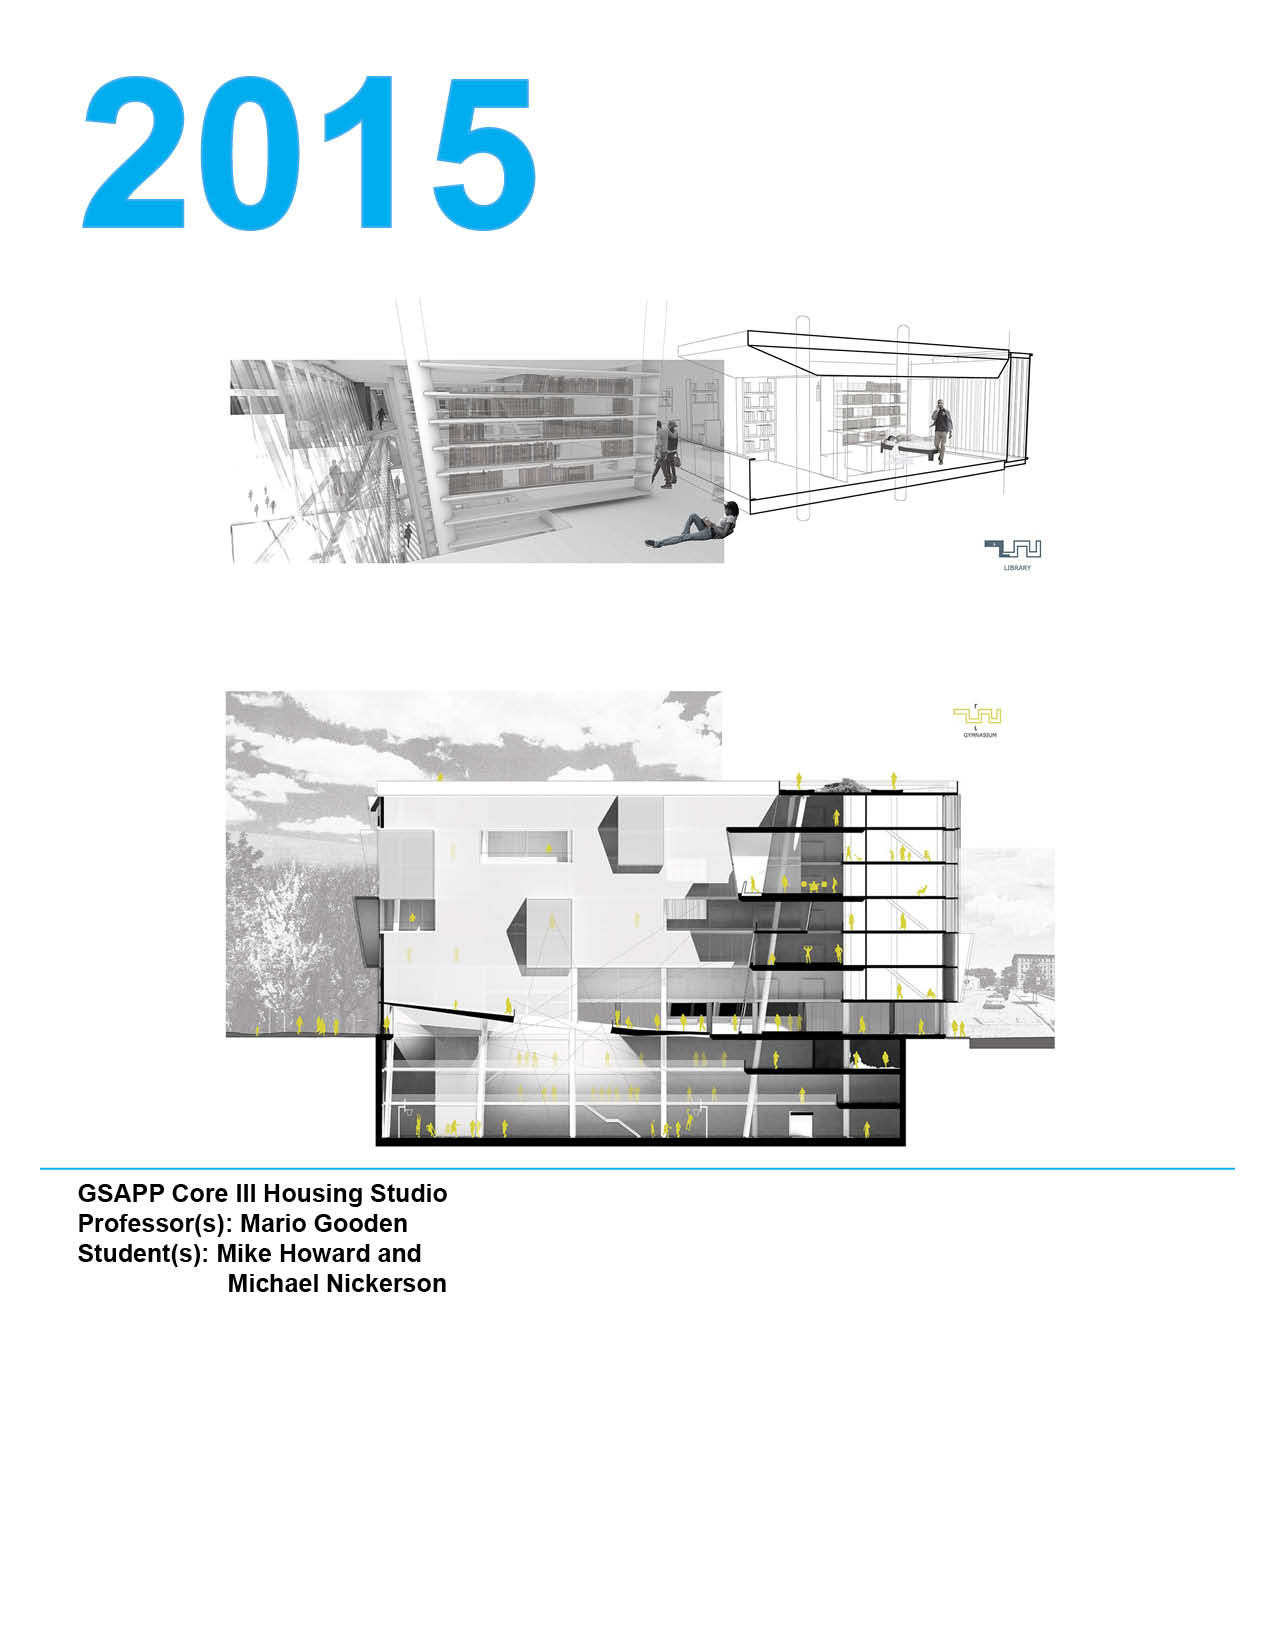 2015
LIBRARY
GYMNASIUM
GSAPP Core III Housing Studio
Professor(s): Mario Gooden
Student(s): Mike Howard and
Michael Nickerson